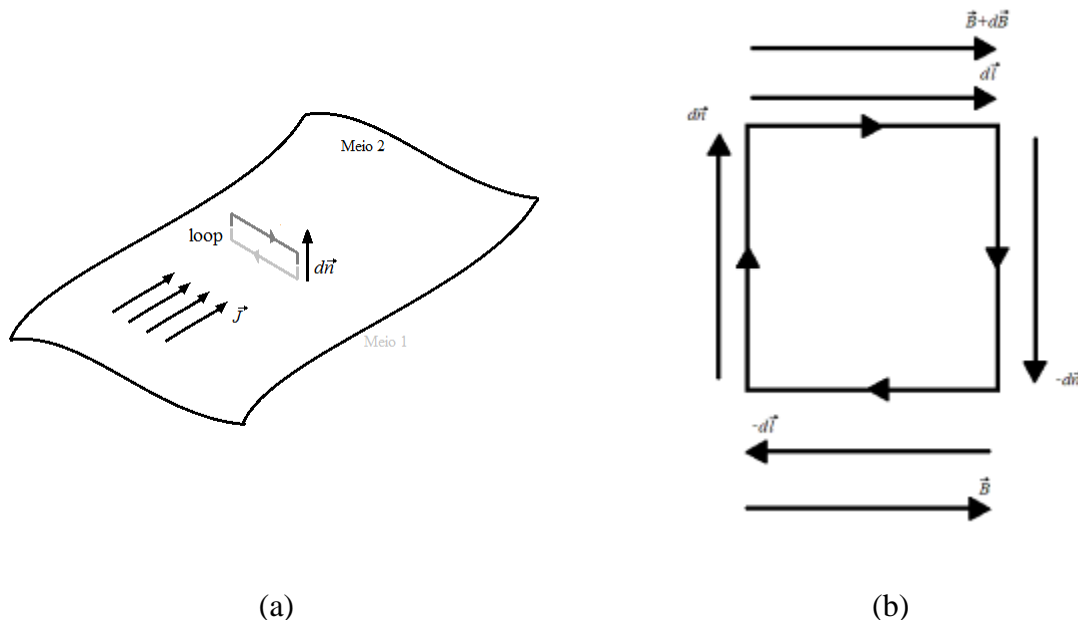 B⃗+dB⃗
dl⃗
dn⃗
Meio 2
loop
dn⃗
J⃗
Meio 1
-dn⃗
-dl⃗
B⃗
(a)
(b)